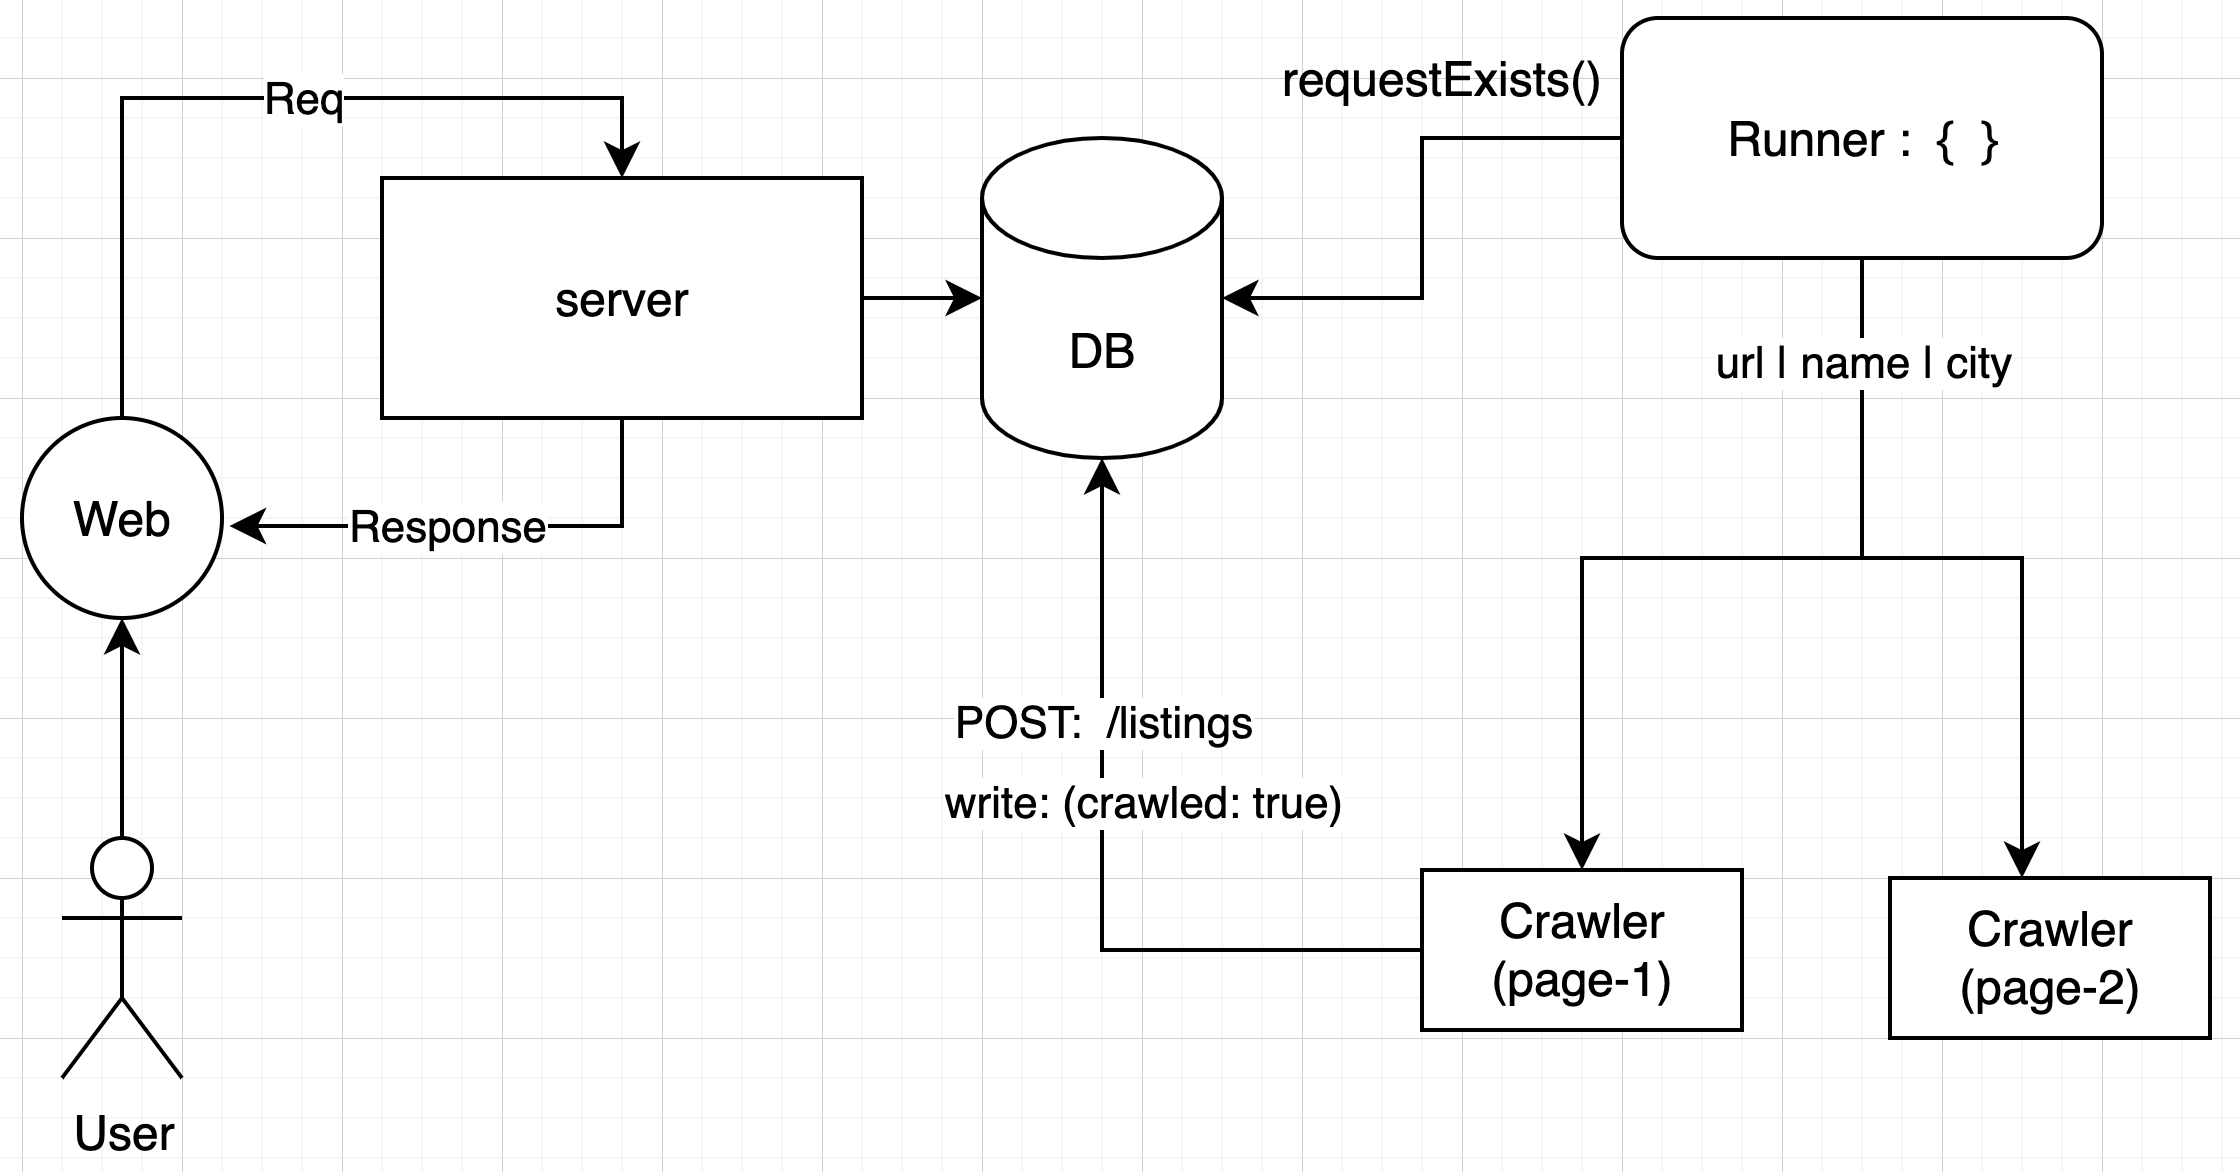 Req
requestExists()
Runner : { }
server
DB
url | name | city
Web
Response
POST: /listings
write: (crawled: true)
Crawler
(page-1)
Crawler
(page-2)
User